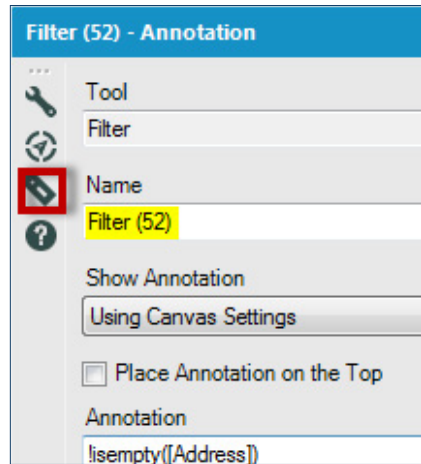 Filter (52) - Annotation
Tool
Filter
Name
Filter (52)
Show Annotation
Using Canvas Settings
Place Annotation on the Top
Annotation
!isempty([Address])